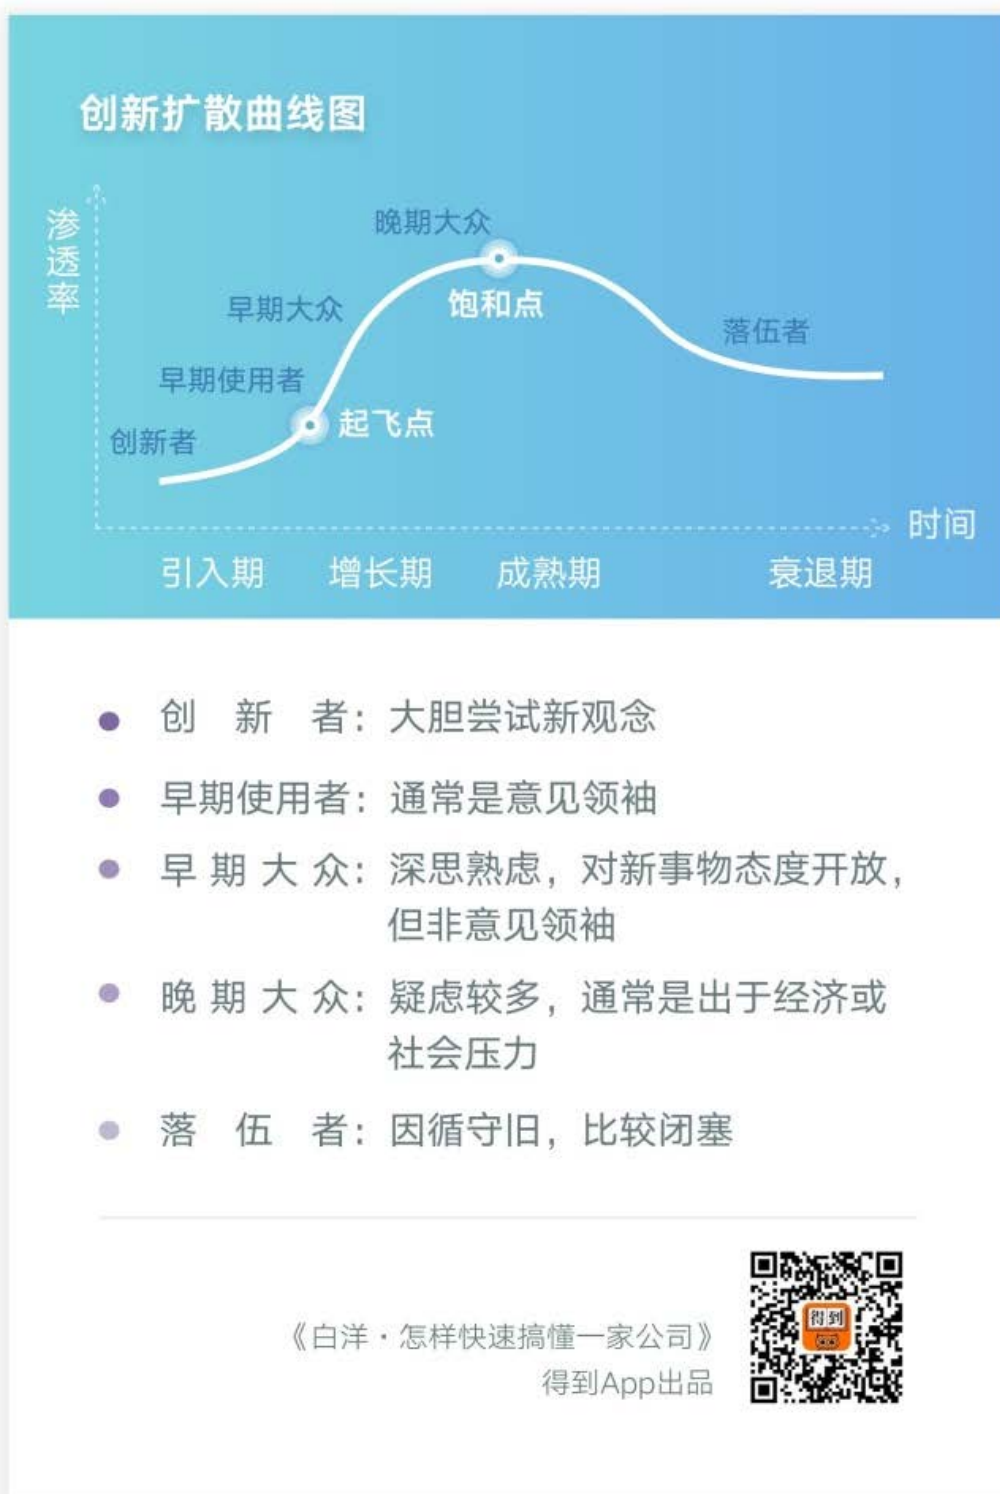 创新扩散曲线图
渗透率
晚期大众
饱和点
早期大众
落伍者
早期使用者
起飞点
创新者
时间
引入期 增长期 成熟期 衰退期
创新者：大胆尝试新观念
早期使用者：通常是意见领袖
早期大众：深思熟虑，对新事物态度开放，
但非意见领袖
晚期大众：疑虑较多，通常是出于经济或
社会压力
落伍者：因循守旧，比较闭塞
得到
《白洋·怎样快速搞懂一家公司》
得到App出品